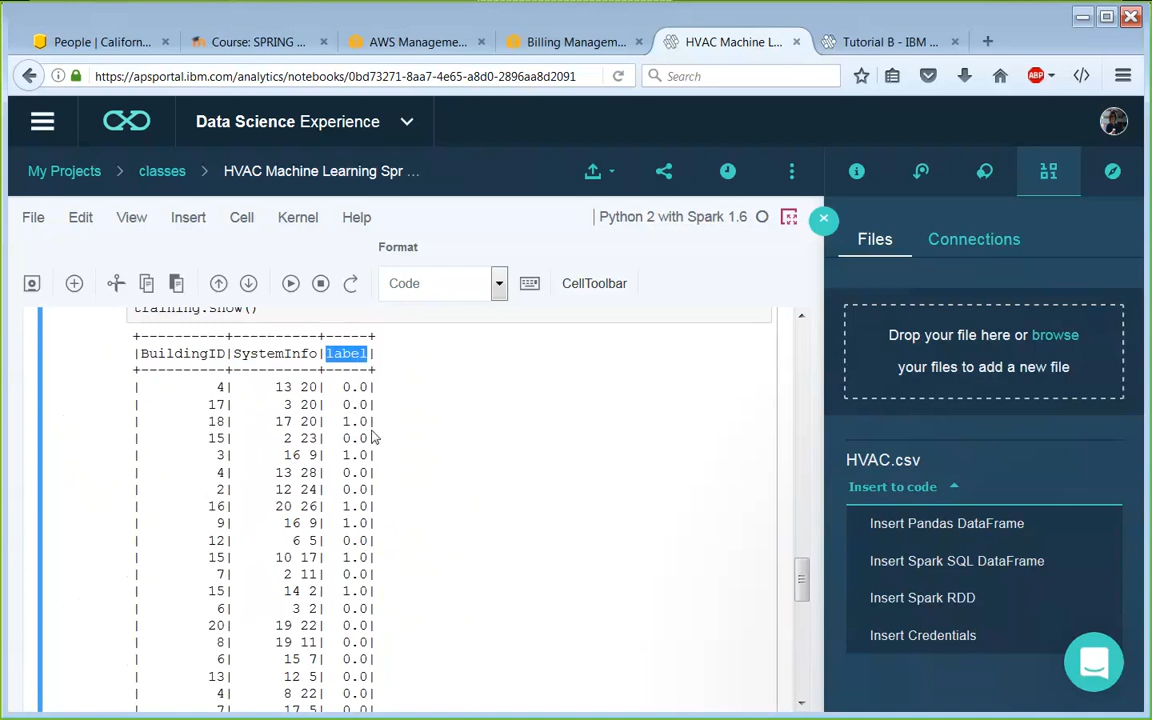 People | Californ...
Course: SPRING ...
AWS Manageme...
Billing Managem...
HVAC Machine L...
Tutorial B - IBM ...
https://apsportal.ibm.com/analytics/notebooks/0bd73271-8aa7-4e65-a8d0-2896aa8d2091
Search
ABP
Data Science Experience
My Projects > classes > HVAC Machine Learning Spr ...
File Edit View Insert Cell Kernel Help
Python 2 with Spark 1.6
Format
Code
CellToolbar
training.show()
+----------+----------+-----+
|BuildingID|SystemInfo|label|
+----------+----------+-----+
| 4| 13 20| 0.0|
| 17| 3 20| 0.0|
| 18| 17 20| 1.0|
| 15| 2 23| 0.0|
| 3| 16 9| 1.0|
| 4| 13 28| 0.0|
| 2| 12 24| 0.0|
| 16| 20 26| 1.0|
| 9| 16 9| 1.0|
| 12| 6 5| 0.0|
| 15| 10 17| 1.0|
| 7| 2 11| 0.0|
| 15| 14 2| 1.0|
| 6| 3 2| 0.0|
| 20| 19 22| 0.0|
| 8| 19 11| 0.0|
| 6| 15 7| 0.0|
| 13| 12 5| 0.0|
| 4| 8 22| 0.0|
| 7| 17 5| 0.0|
Files
Connections
Drop your file here or browse
your files to add a new file
HVAC.csv
Insert to code
Insert Pandas DataFrame
Insert Spark SQL DataFrame
Insert Spark RDD
Insert Credentials